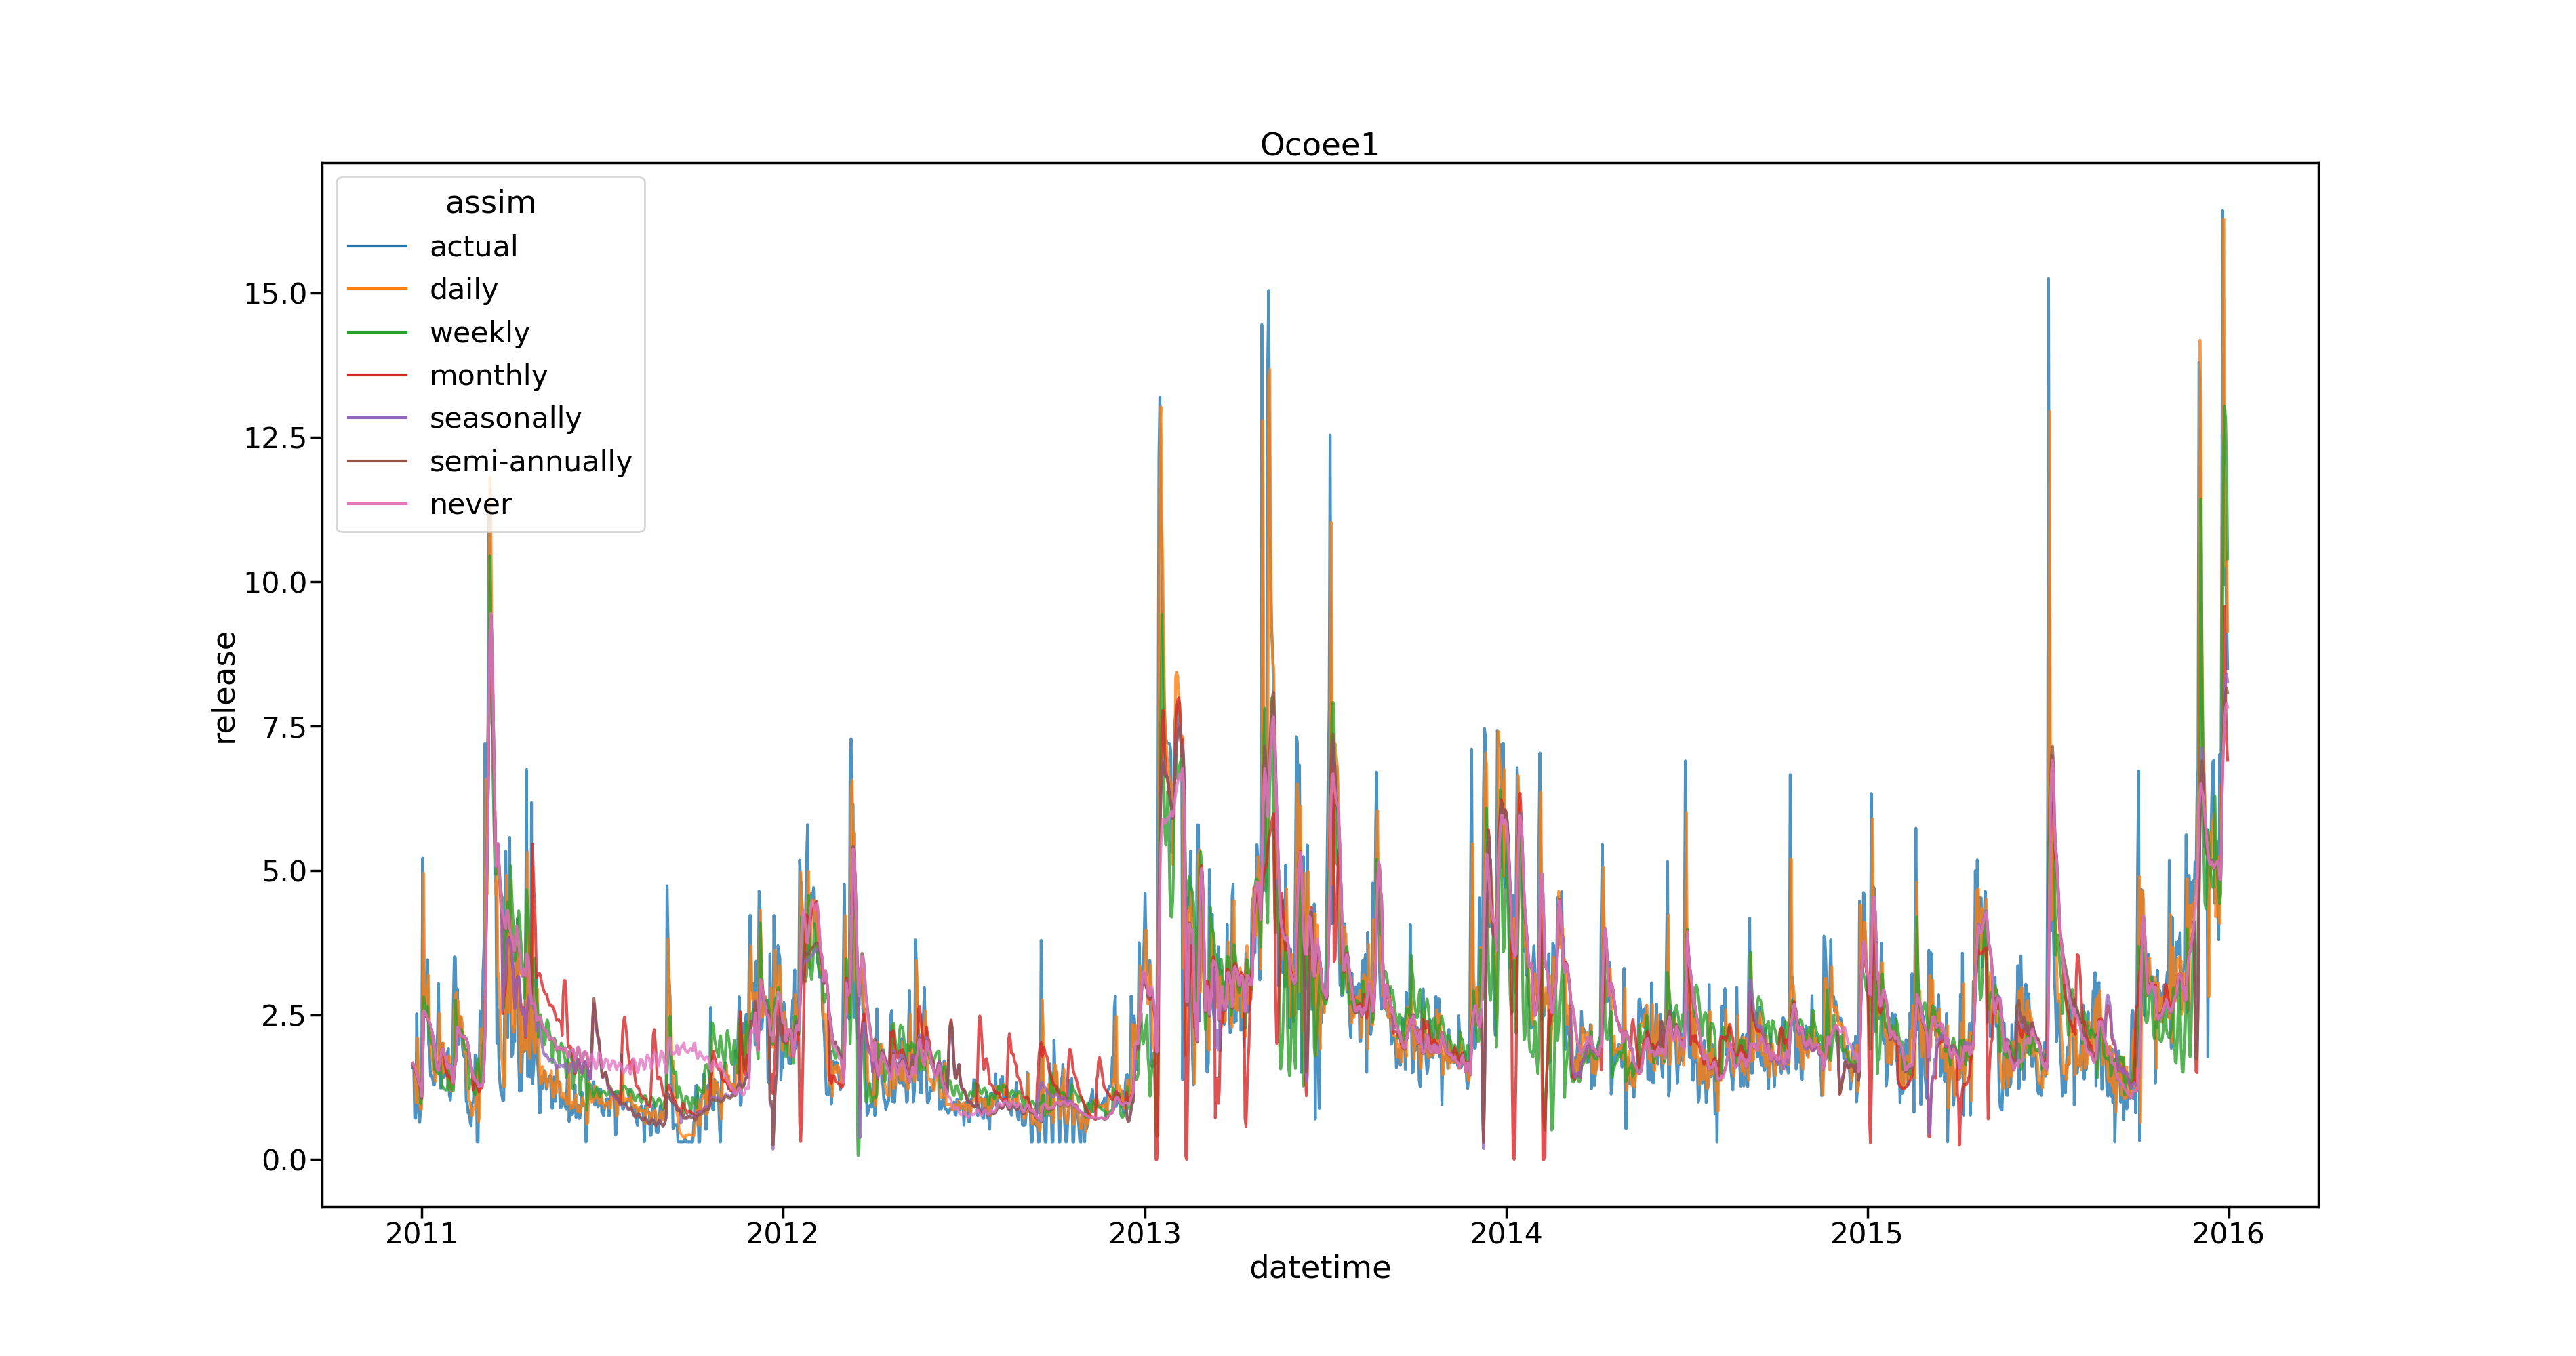 Ocoee1
assim
actual
daily
weekly
monthly
seasonally
semi-annually
never
release
15.0
12.5
10.0
7.5
5.0
2.5
0.0
2011 2012 2013 2014 2015 2016
datetime